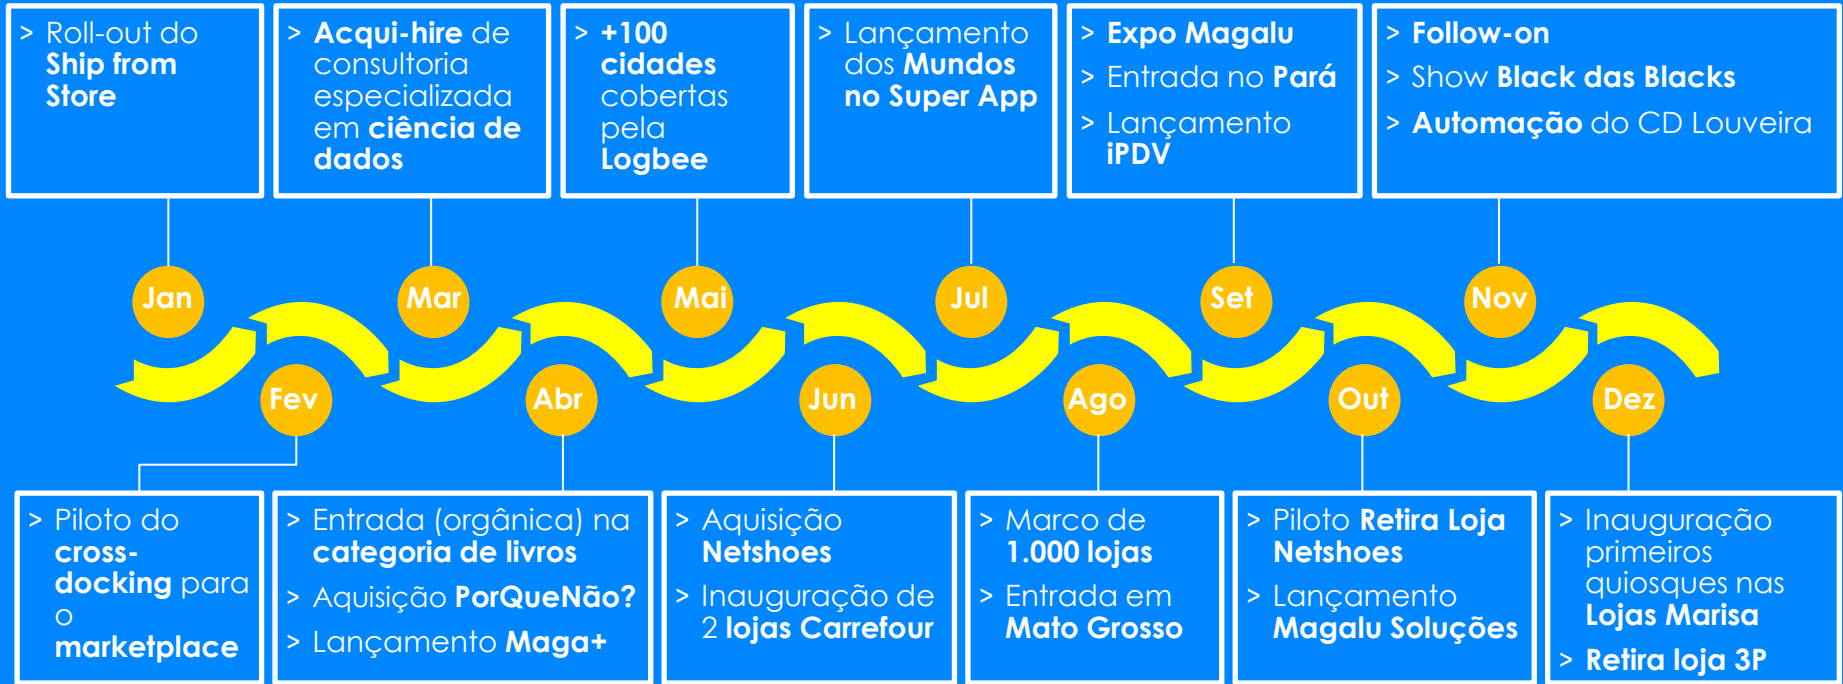 > Roll-out do
Ship from
Store
> Acqui-hire de
consultoria
especializada
em ciência de
dados
> +100
cidades
cobertas
pela
Logbee
> Lançamento
dos Mundos
no Super App
> Expo Magalu
> Entrada no Pará
> Lançamento
iPDV
> Follow-on
> Show Black das Blacks
> Automação do CD Louveira
Jan
Mar
Mai
Jul
Set
Nov
Fev
Abr
Jun
Ago
Out
Dez
> Piloto do
cross-
docking para
o
marketplace
> Entrada (orgânica) na
categoria de livros
> Aquisição PorQueNão?
> Lançamento Maga+
> Aquisição
Netshoes
> Inauguração de
2 lojas Carrefour
> Marco de
1.000 lojas
> Entrada em
Mato Grosso
> Piloto Retira Loja
Netshoes
> Lançamento
Magalu Soluções
> Inauguração
primeiros
quiosques nas
Lojas Marisa
> Retira loja 3P